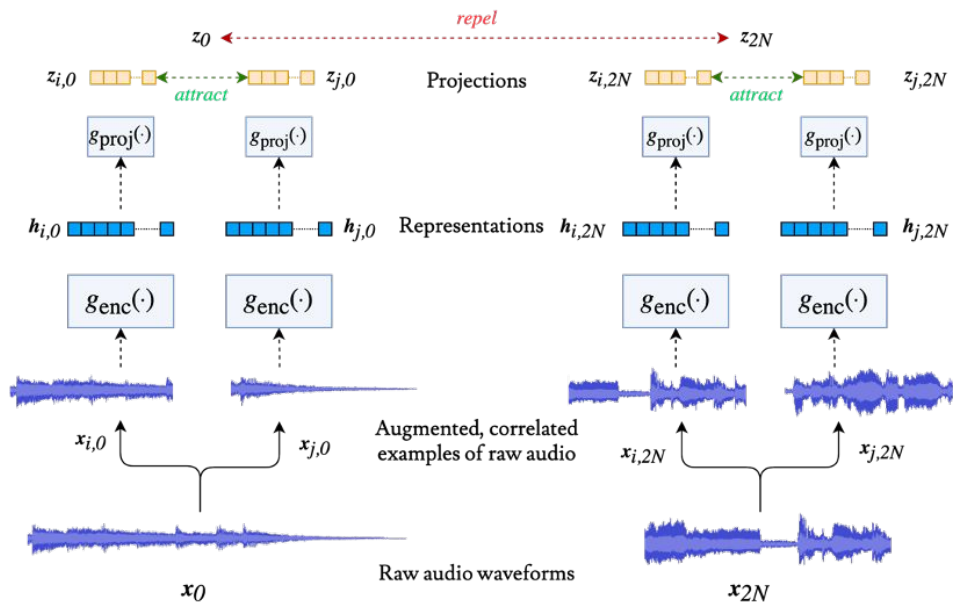 repel
z0 z2N
zi,0 zj,0 Projections zi,2N zj,2N
attract attract
gproj(·) gproj(·) gproj(·) gproj(·)
hi,0 hj,0 Representations hi,2N hj,2N
genc(·) genc(·) genc(·) genc(·)
Augmented, correlated
examples of raw audio
xi,0 xj,0 xi,2N xj,2N
Raw audio waveforms
x0 x2N